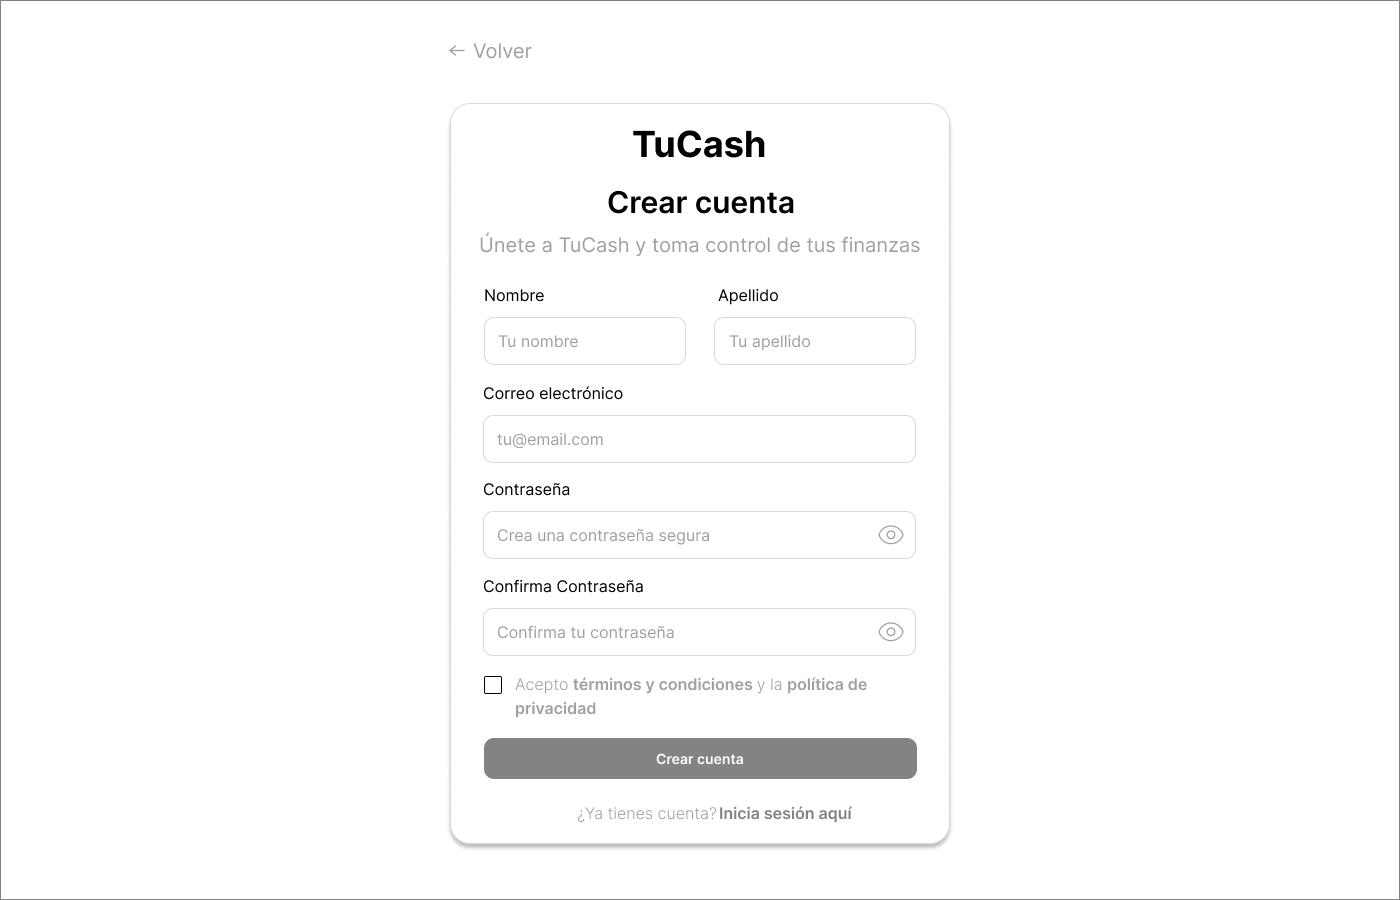 Volver
TuCash
Crear cuenta
Únete a TuCash y toma control de tus finanzas
Nombre
Apellido
Tu nombre
Tu apellido
Correo electrónico
tu@email.com
Contraseña
Crea una contraseña segura
Confirma Contraseña
Confirma tu contraseña
Acepto términos y condiciones y la política de
privacidad
Crear cuenta
¿Ya tienes cuenta? Inicia sesión aquí